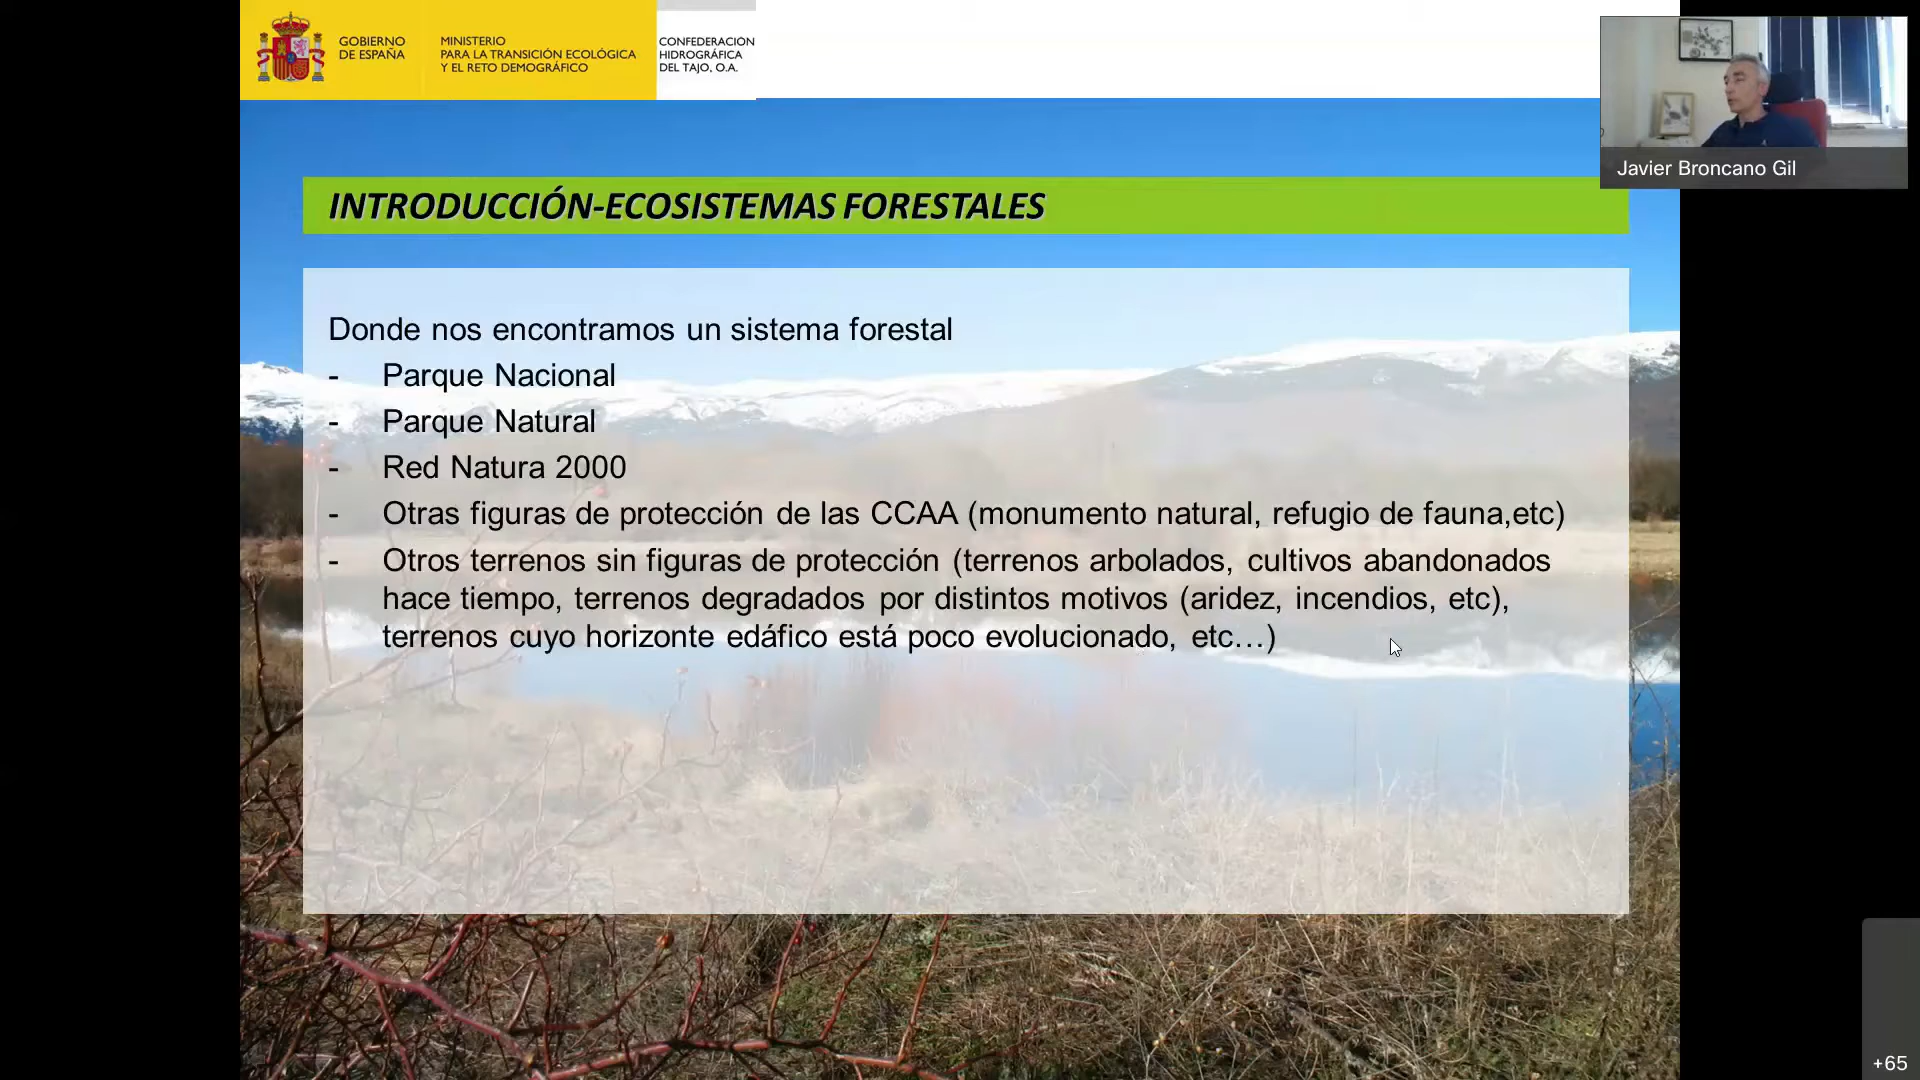 GOBIERNO
DE ESPAÑA
MINISTERIO
PARA LA TRANSICIÓN ECOLÓGICA
Y EL RETO DEMOGRÁFICO
CONFEDERACION
HIDROGRÁFICA
DEL TAJO, O.A.
Javier Broncano Gil
INTRODUCCIÓN-ECOSISTEMAS FORESTALES
Donde nos encontramos un sistema forestal
- Parque Nacional
- Parque Natural
- Red Natura 2000
- Otras figuras de protección de las CCAA (monumento natural, refugio de fauna,etc)
- Otros terrenos sin figuras de protección (terrenos arbolados, cultivos abandonados
hace tiempo, terrenos degradados por distintos motivos (aridez, incendios, etc),
terrenos cuyo horizonte edáfico está poco evolucionado, etc…)
+65